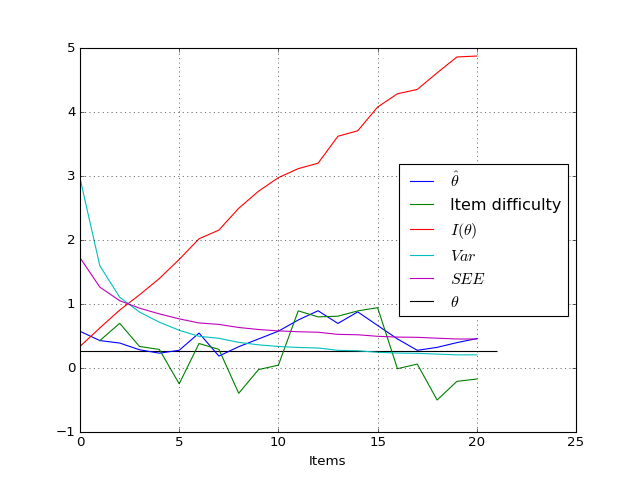 5
4
3
2
1
0
−1
0 5 10 15 20 25
Items
θ̂
Item difficulty
I(θ)
Var
SEE
θ